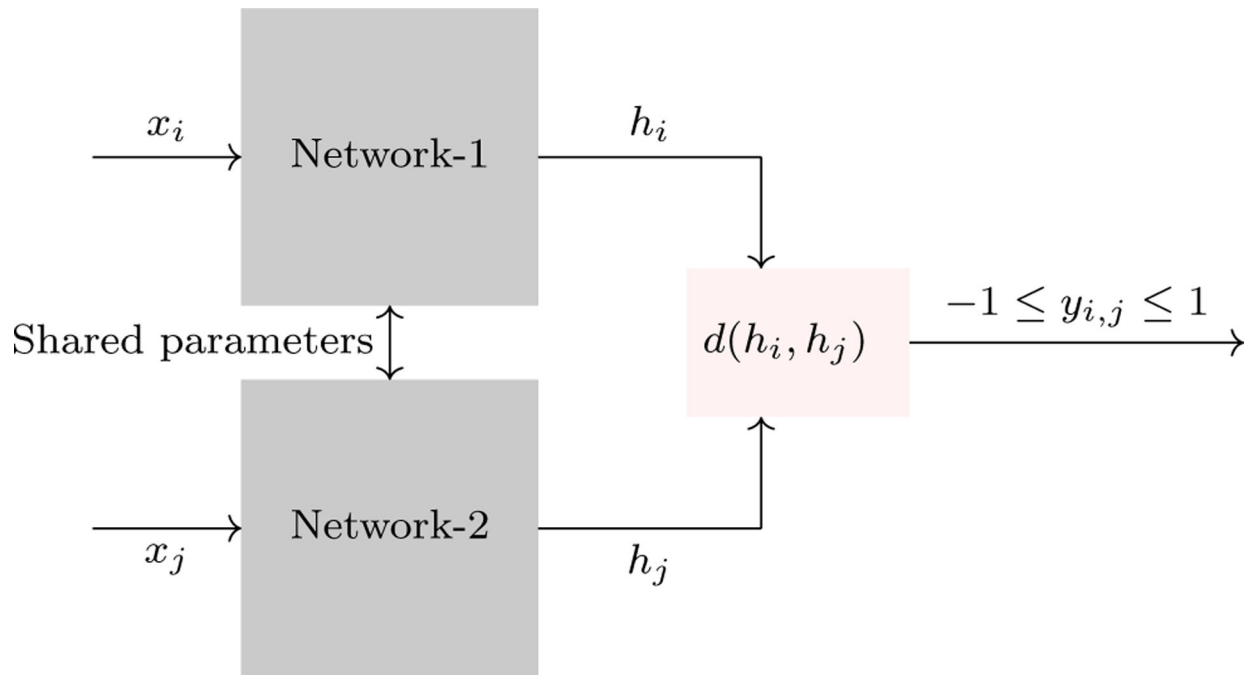 x_i
Network-1
h_i
Shared parameters
d(h_i, h_j)
−1 ≤ y_{i,j} ≤ 1
x_j
Network-2
h_j